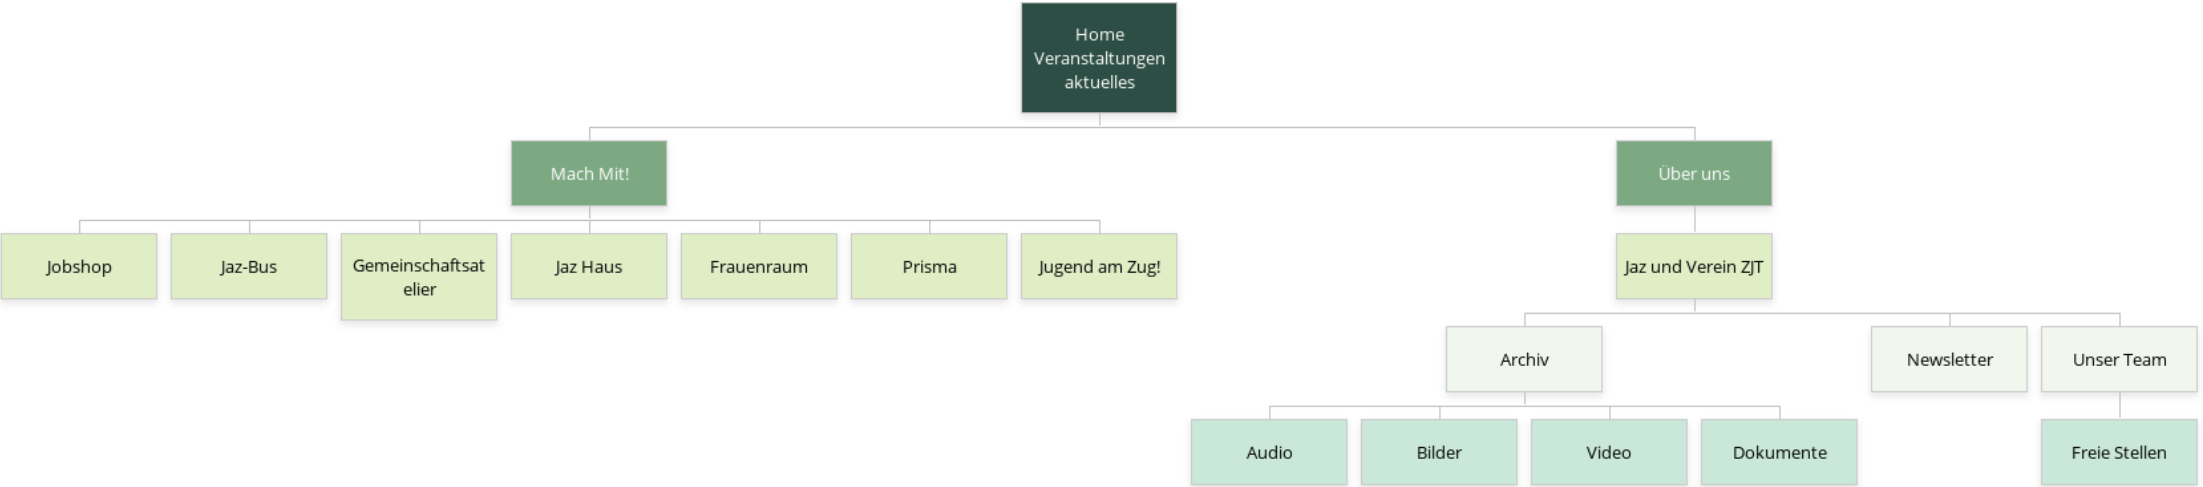 Home
Veranstaltungen
aktuelles
Mach Mit!
Über uns
Jobshop
Jaz-Bus
Gemeinschaftsat
elier
Jaz Haus
Frauenraum
Prisma
Jugend am Zug!
Jaz und Verein ZJT
Archiv
Newsletter
Unser Team
Audio
Bilder
Video
Dokumente
Freie Stellen